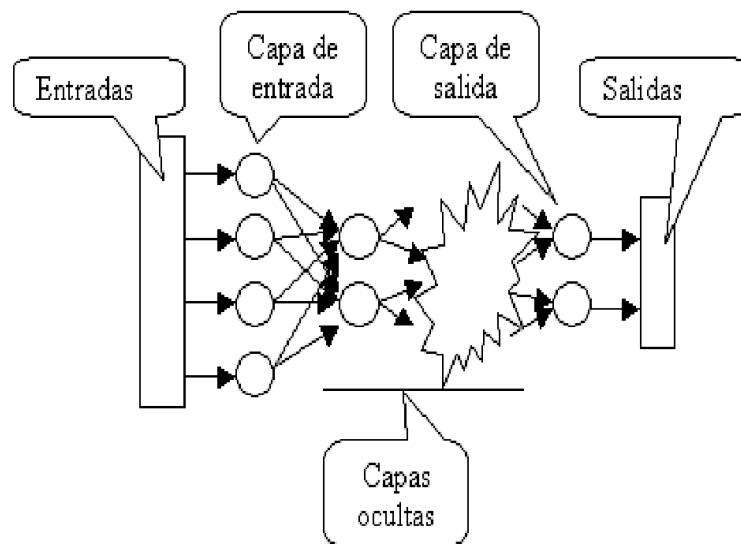 Entradas
Capa de
entrada
Capa de
salida
Salidas
Capas
ocultas